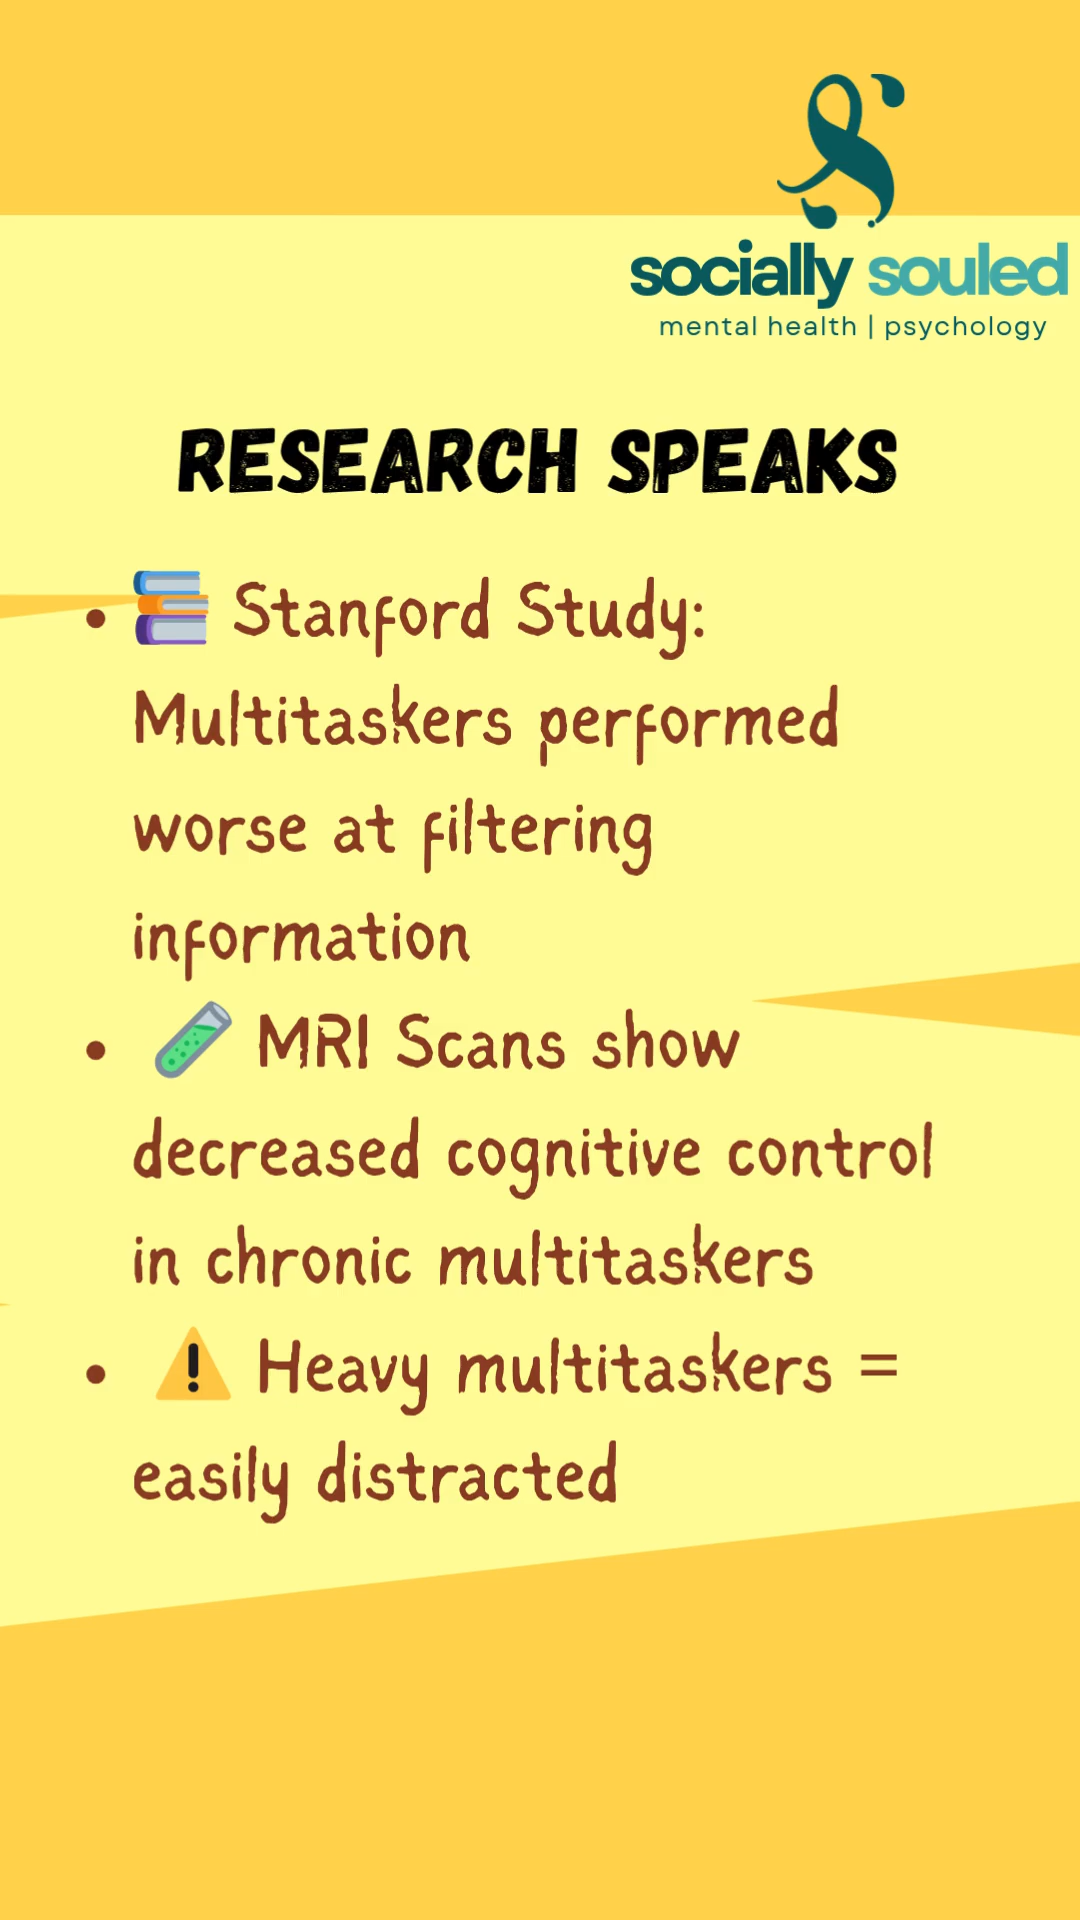 socially souled
mental health | psychology
RESEARCH SPEAKS
• 📚 Stanford Study:
Multitaskers performed
worse at filtering
information
• 🧪 MRI Scans show
decreased cognitive control
in chronic multitaskers
• ⚠️ Heavy multitaskers =
easily distracted